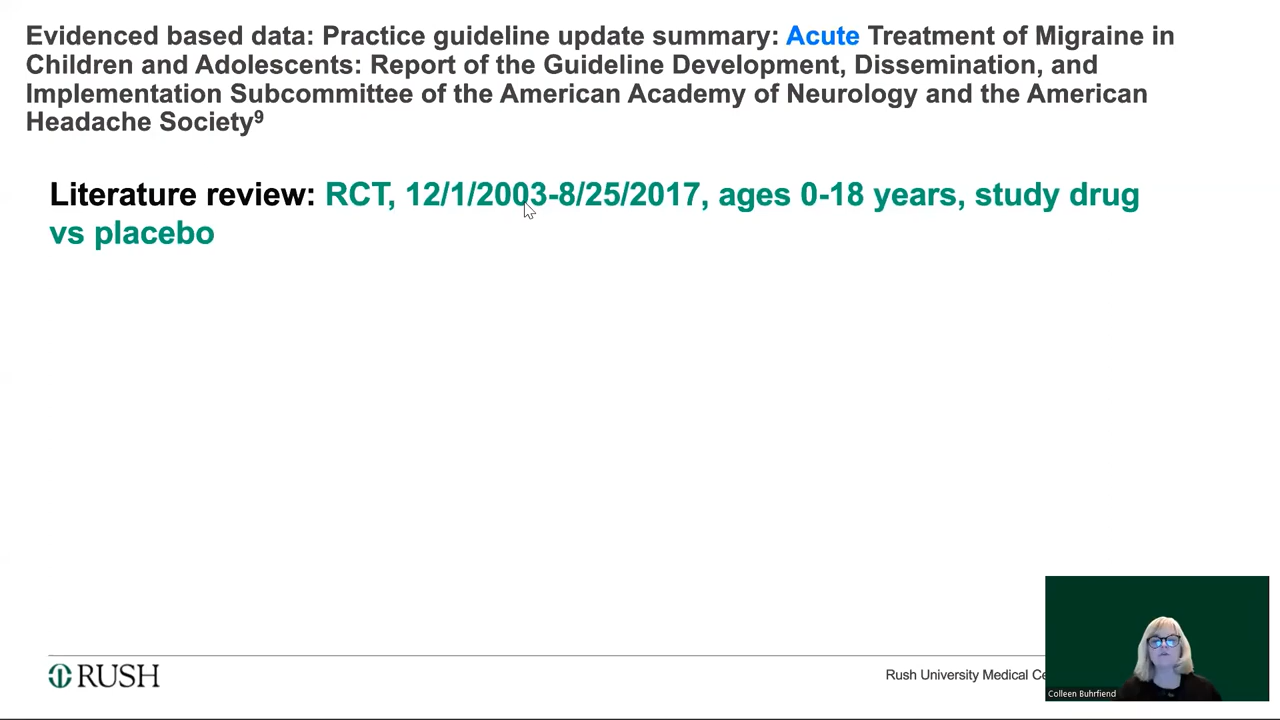 Evidenced based data: Practice guideline update summary: Acute Treatment of Migraine in
Children and Adolescents: Report of the Guideline Development, Dissemination, and
Implementation Subcommittee of the American Academy of Neurology and the American
Headache Society9
Literature review: RCT, 12/1/2003-8/25/2017, ages 0-18 years, study drug
vs placebo
RUSH
Rush University Medical Ce
Colleen Buhrfiend